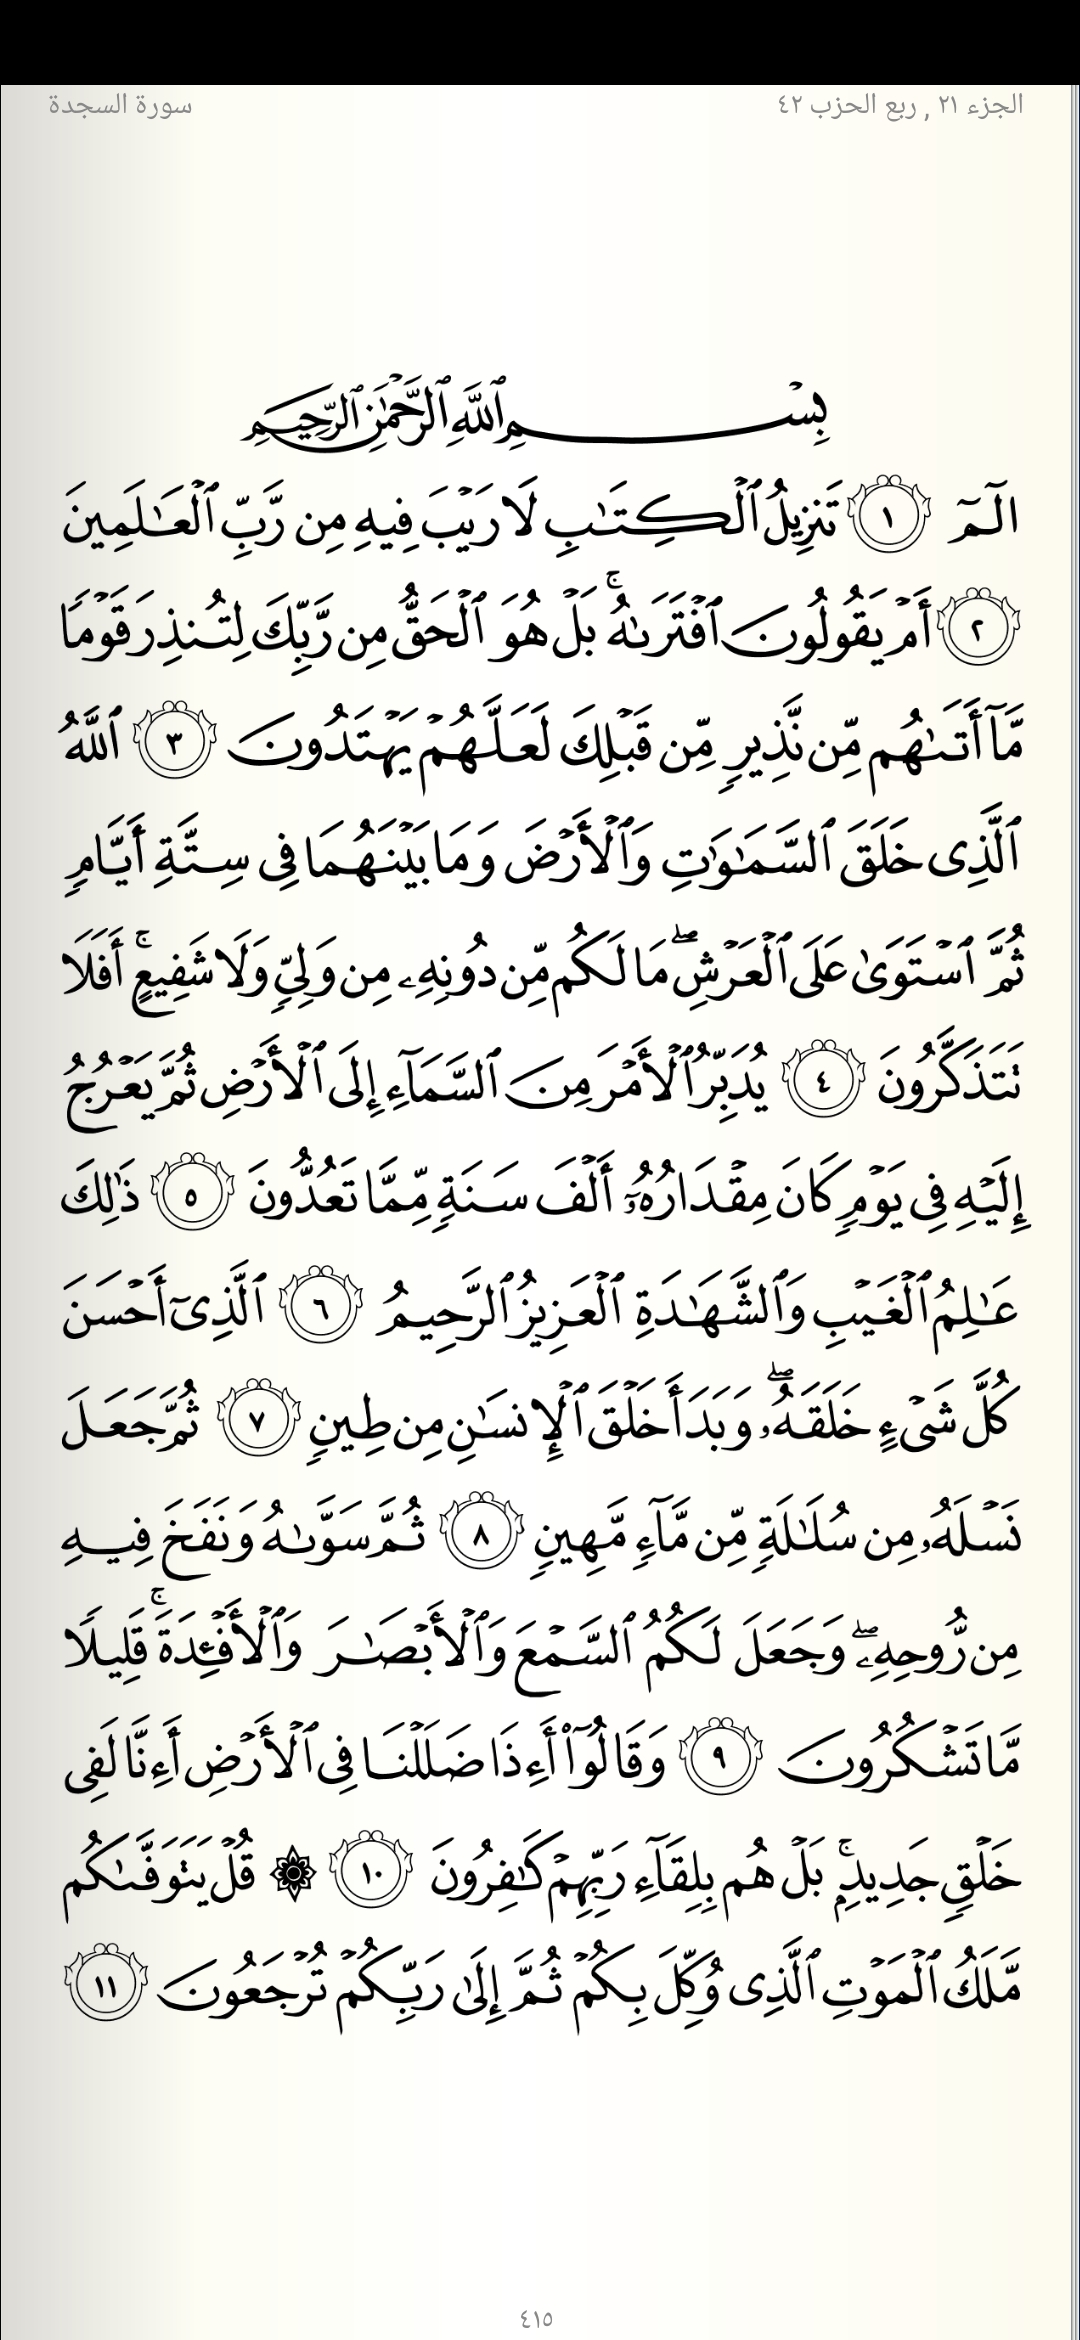 الجزء ٢١ , ربع الحزب ٤٢
سورة السجدة
بِسْمِ ٱللَّهِ ٱلرَّحْمَٰنِ ٱلرَّحِيمِ
الٓمٓ ١ تَنزِيلُ ٱلْكِتَٰبِ لَا رَيْبَ فِيهِ مِن رَّبِّ ٱلْعَٰلَمِينَ
٢ أَمْ يَقُولُونَ ٱفْتَرَىٰهُ ۚ بَلْ هُوَ ٱلْحَقُّ مِن رَّبِّكَ لِتُنذِرَ قَوْمًا
مَّآ أَتَىٰهُم مِّن نَّذِيرٍ مِّن قَبْلِكَ لَعَلَّهُمْ يَهْتَدُونَ ٣ ٱللَّهُ
ٱلَّذِى خَلَقَ ٱلسَّمَٰوَٰتِ وَٱلْأَرْضَ وَمَا بَيْنَهُمَا فِى سِتَّةِ أَيَّامٍ
ثُمَّ ٱسْتَوَىٰ عَلَى ٱلْعَرْشِ ۖ مَا لَكُم مِّن دُونِهِۦ مِن وَلِىٍّ وَلَا شَفِيعٍ ۚ أَفَلَا
تَتَذَكَّرُونَ ٤ يُدَبِّرُ ٱلْأَمْرَ مِنَ ٱلسَّمَآءِ إِلَى ٱلْأَرْضِ ثُمَّ يَعْرُجُ
إِلَيْهِ فِى يَوْمٍ كَانَ مِقْدَارُهُۥٓ أَلْفَ سَنَةٍ مِّمَّا تَعُدُّونَ ٥ ذَٰلِكَ
عَٰلِمُ ٱلْغَيْبِ وَٱلشَّهَٰدَةِ ٱلْعَزِيزُ ٱلرَّحِيمُ ٦ ٱلَّذِىٓ أَحْسَنَ
كُلَّ شَىْءٍ خَلَقَهُۥ ۖ وَبَدَأَ خَلْقَ ٱلْإِنسَٰنِ مِن طِينٍ ٧ ثُمَّ جَعَلَ
نَسْلَهُۥ مِن سُلَٰلَةٍ مِّن مَّآءٍ مَّهِينٍ ٨ ثُمَّ سَوَّىٰهُ وَنَفَخَ فِيهِ
مِن رُّوحِهِۦ ۖ وَجَعَلَ لَكُمُ ٱلسَّمْعَ وَٱلْأَبْصَٰرَ وَٱلْأَفْـِٔدَةَ ۚ قَلِيلًا
مَّا تَشْكُرُونَ ٩ وَقَالُوٓا۟ أَءِذَا ضَلَلْنَا فِى ٱلْأَرْضِ أَءِنَّا لَفِى
خَلْقٍ جَدِيدٍۭ ۚ بَلْ هُم بِلِقَآءِ رَبِّهِمْ كَٰفِرُونَ ١٠ ۞ قُلْ يَتَوَفَّىٰكُم
مَّلَكُ ٱلْمَوْتِ ٱلَّذِى وُكِّلَ بِكُمْ ثُمَّ إِلَىٰ رَبِّكُمْ تُرْجَعُونَ ١١
٤١٥